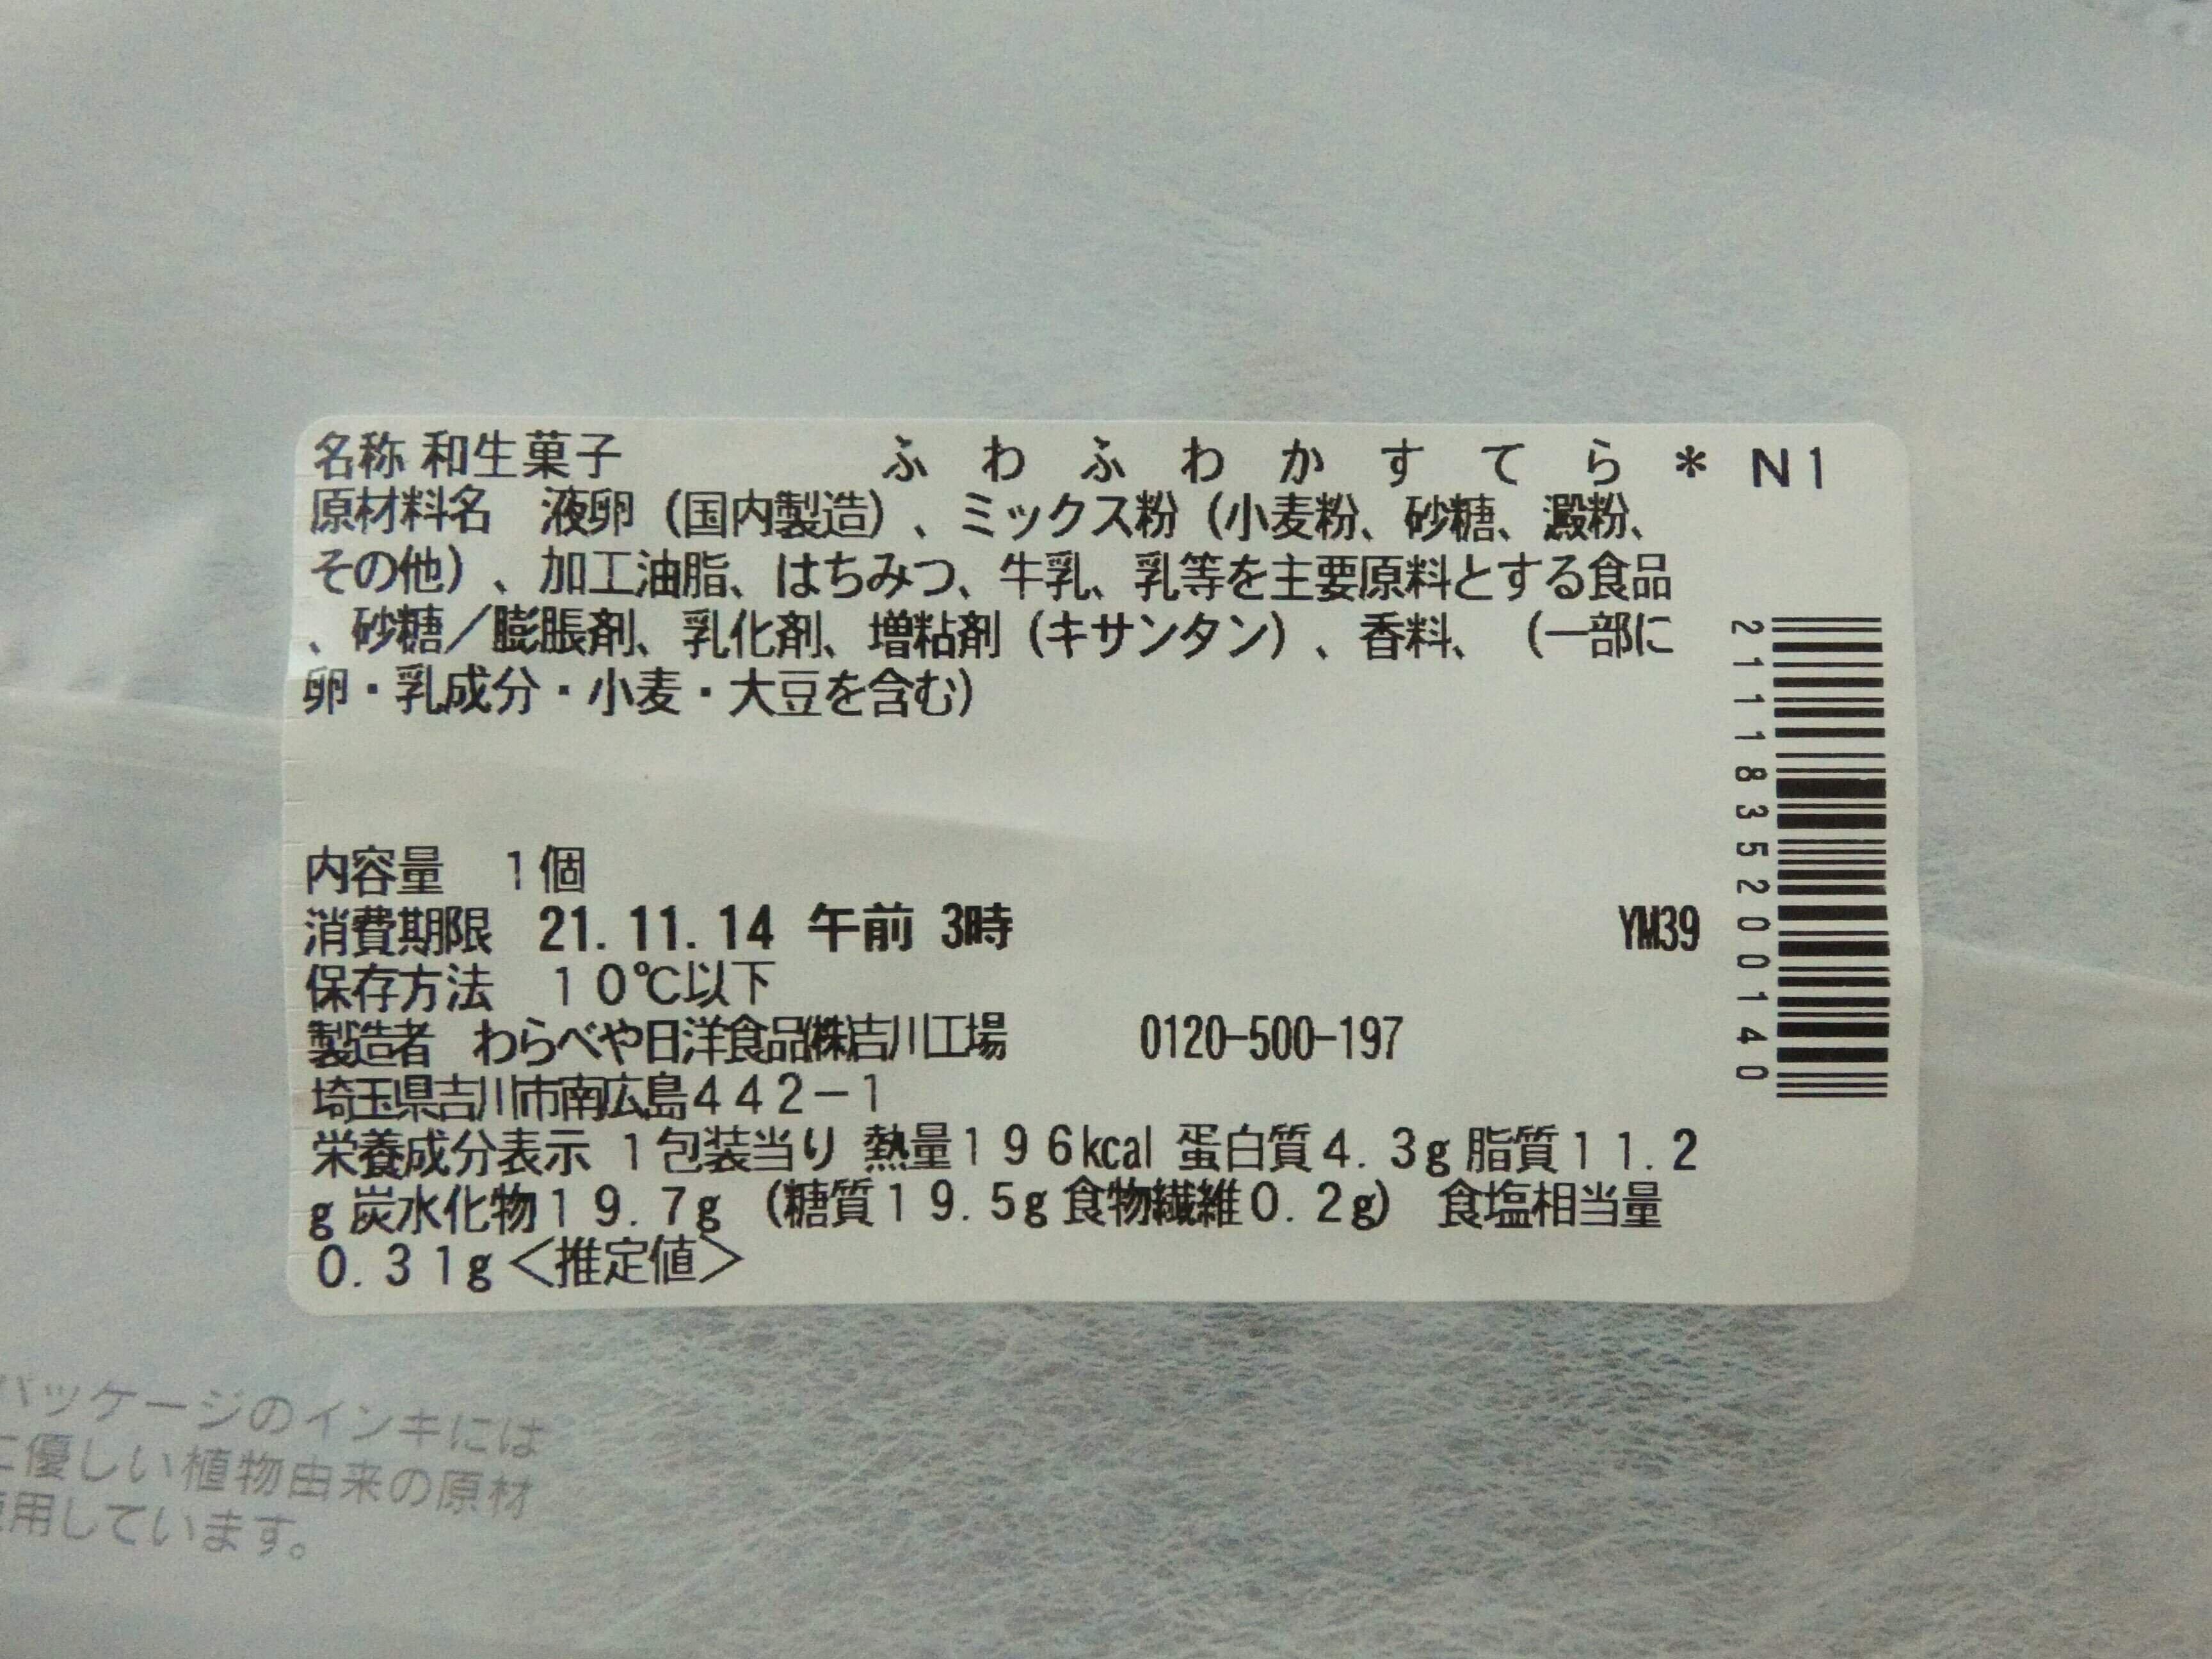 名称 和生菓子 ふわふわかすてら＊N1
原材料名 液卵（国内製造）、ミックス粉（小麦粉、砂糖、澱粉、
その他）、加工油脂、はちみつ、牛乳、乳等を主要原料とする食品
、砂糖／膨脹剤、乳化剤、増粘剤（キサンタン）、香料、（一部に
卵・乳成分・小麦・大豆を含む）
内容量 1個
消費期限 21.11.14 午前 3時 YM39
保存方法 10℃以下
製造者 わらべや日洋食品㈱吉川工場 0120-500-197
埼玉県吉川市南広島442－1
栄養成分表示 1包装当り 熱量196kcal 蛋白質4.3g 脂質11.2
g 炭水化物19.7g （糖質19.5g 食物繊維0.2g） 食塩相当量
0.31g＜推定値＞
2111835200140
パッケージのインキには
に優しい植物由来の原材
使用しています。